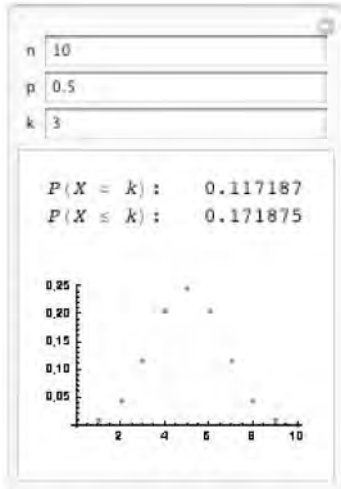 n 10
p 0.5
k 3
P(X = k): 0.117187
P(X ≤ k): 0.171875
0,25
0,20
0,15
0,10
0,05
2 4 6 8 10